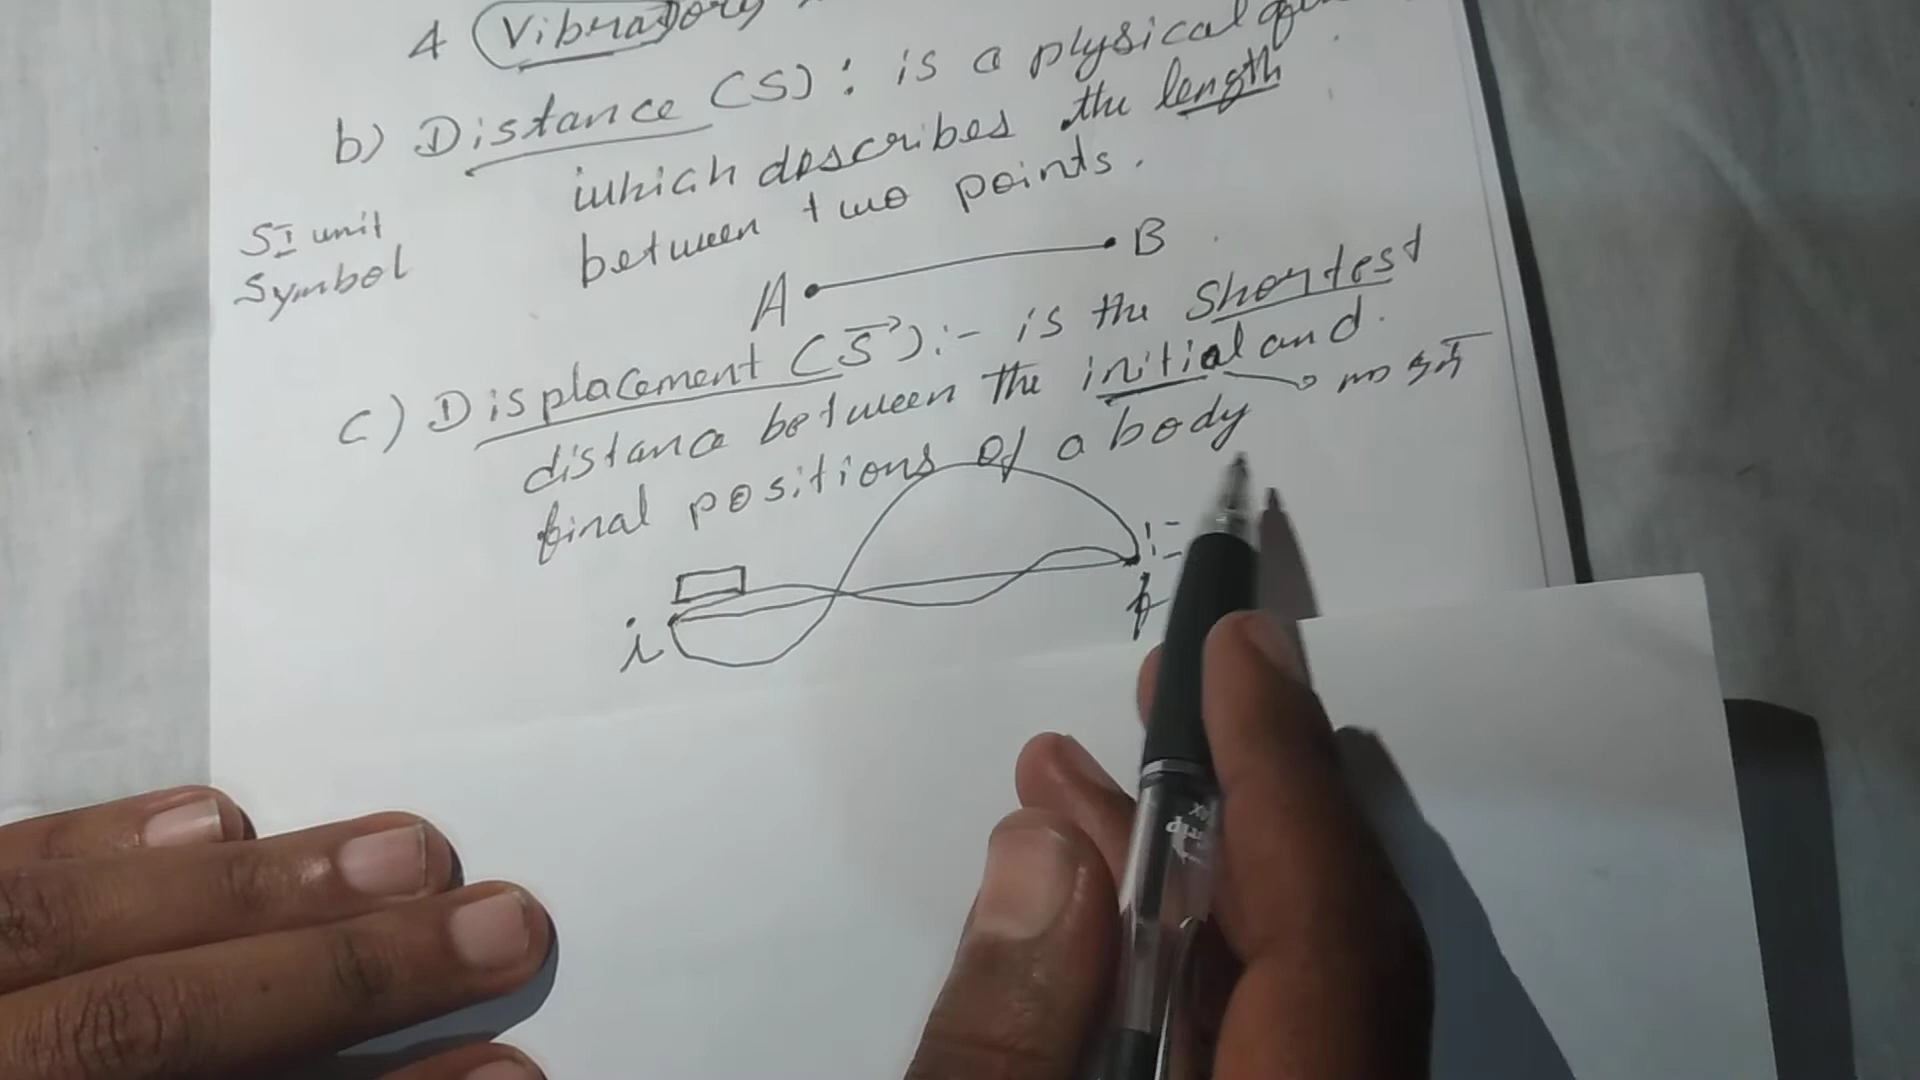 4 Vibratory
b) Distance (S) : is a plysical
which describes the length
between two points.
SI unit
Symbol
A B
c) Displacement (S⃗) :- is the shortest
distance between the initial and
final positions of a body
i f